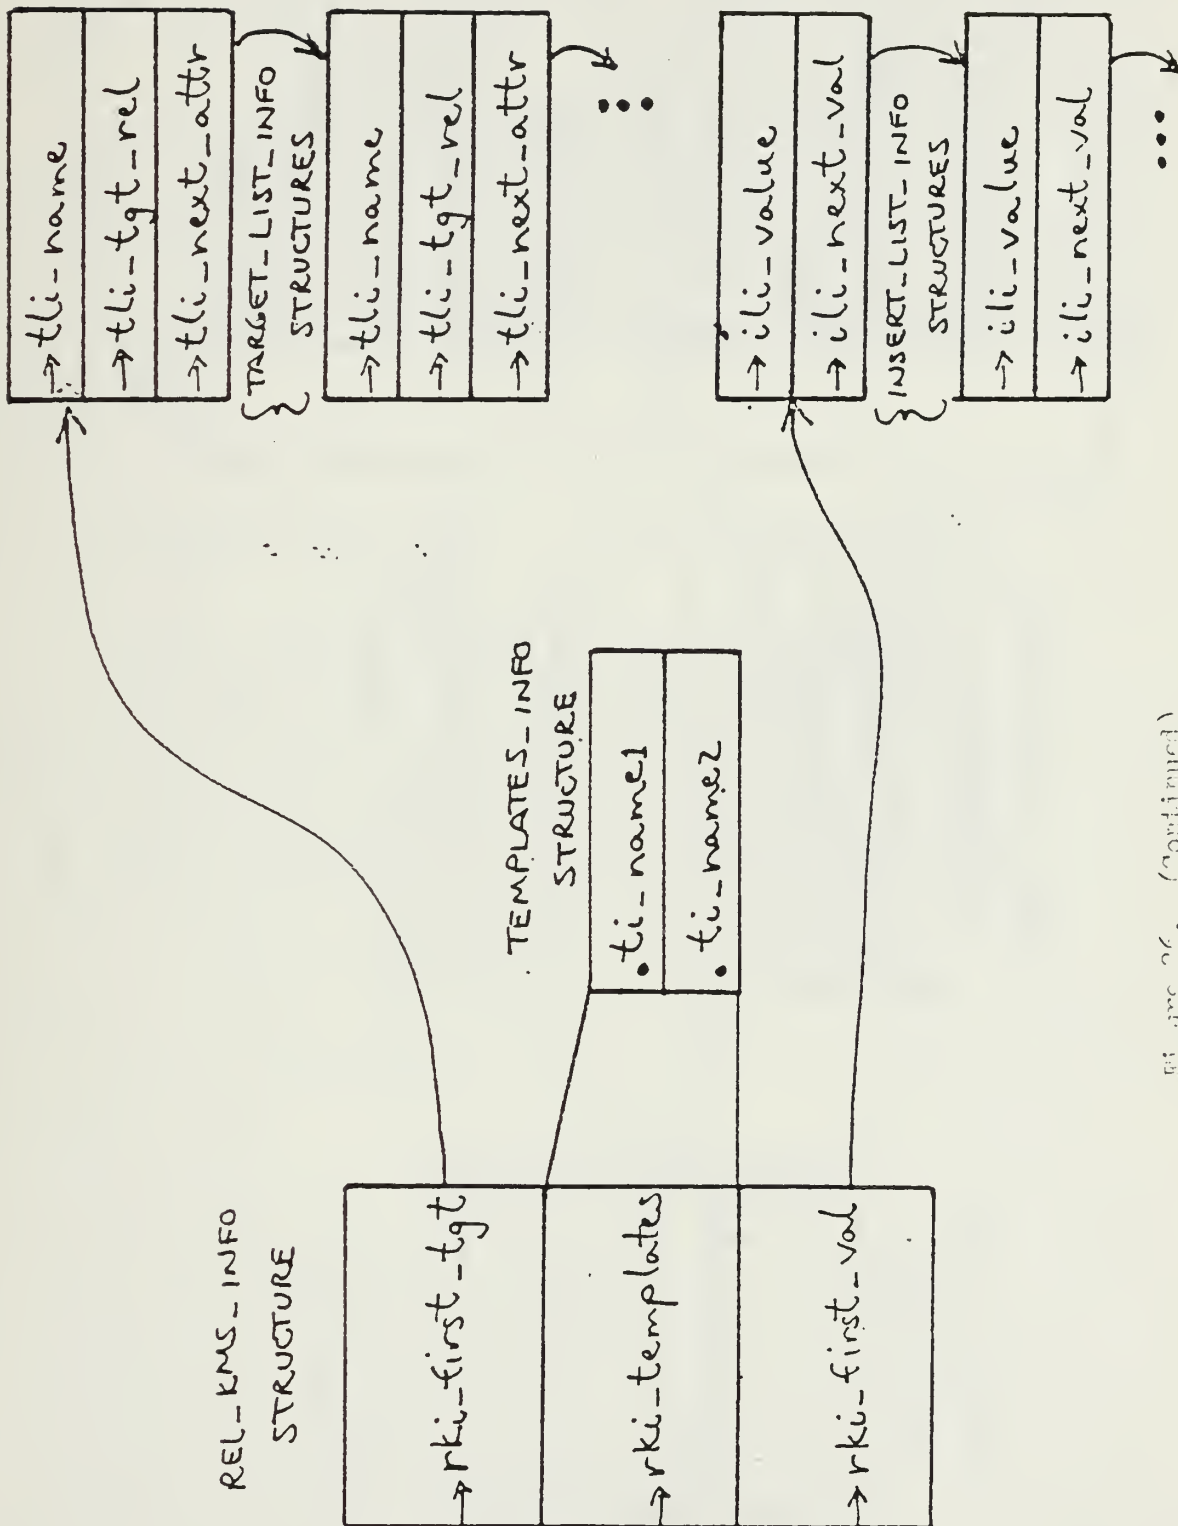 REL_KMS_INFO
STRUCTURE
→rki_first_tgt
→rki_templates
→rki_first_val
TEMPLATES_INFO
STRUCTURE
.ti_name1
.ti_name2
→tli_name
→tli_tgt_rel
→tli_next_attr
TARGET_LIST_INFO
STRUCTURES
→tli_name
→tli_tgt_rel
→tli_next_attr
...
→ili_value
→ili_next_val
INSERT_LIST_INFO
STRUCTURES
→ili_value
→ili_next_val
...